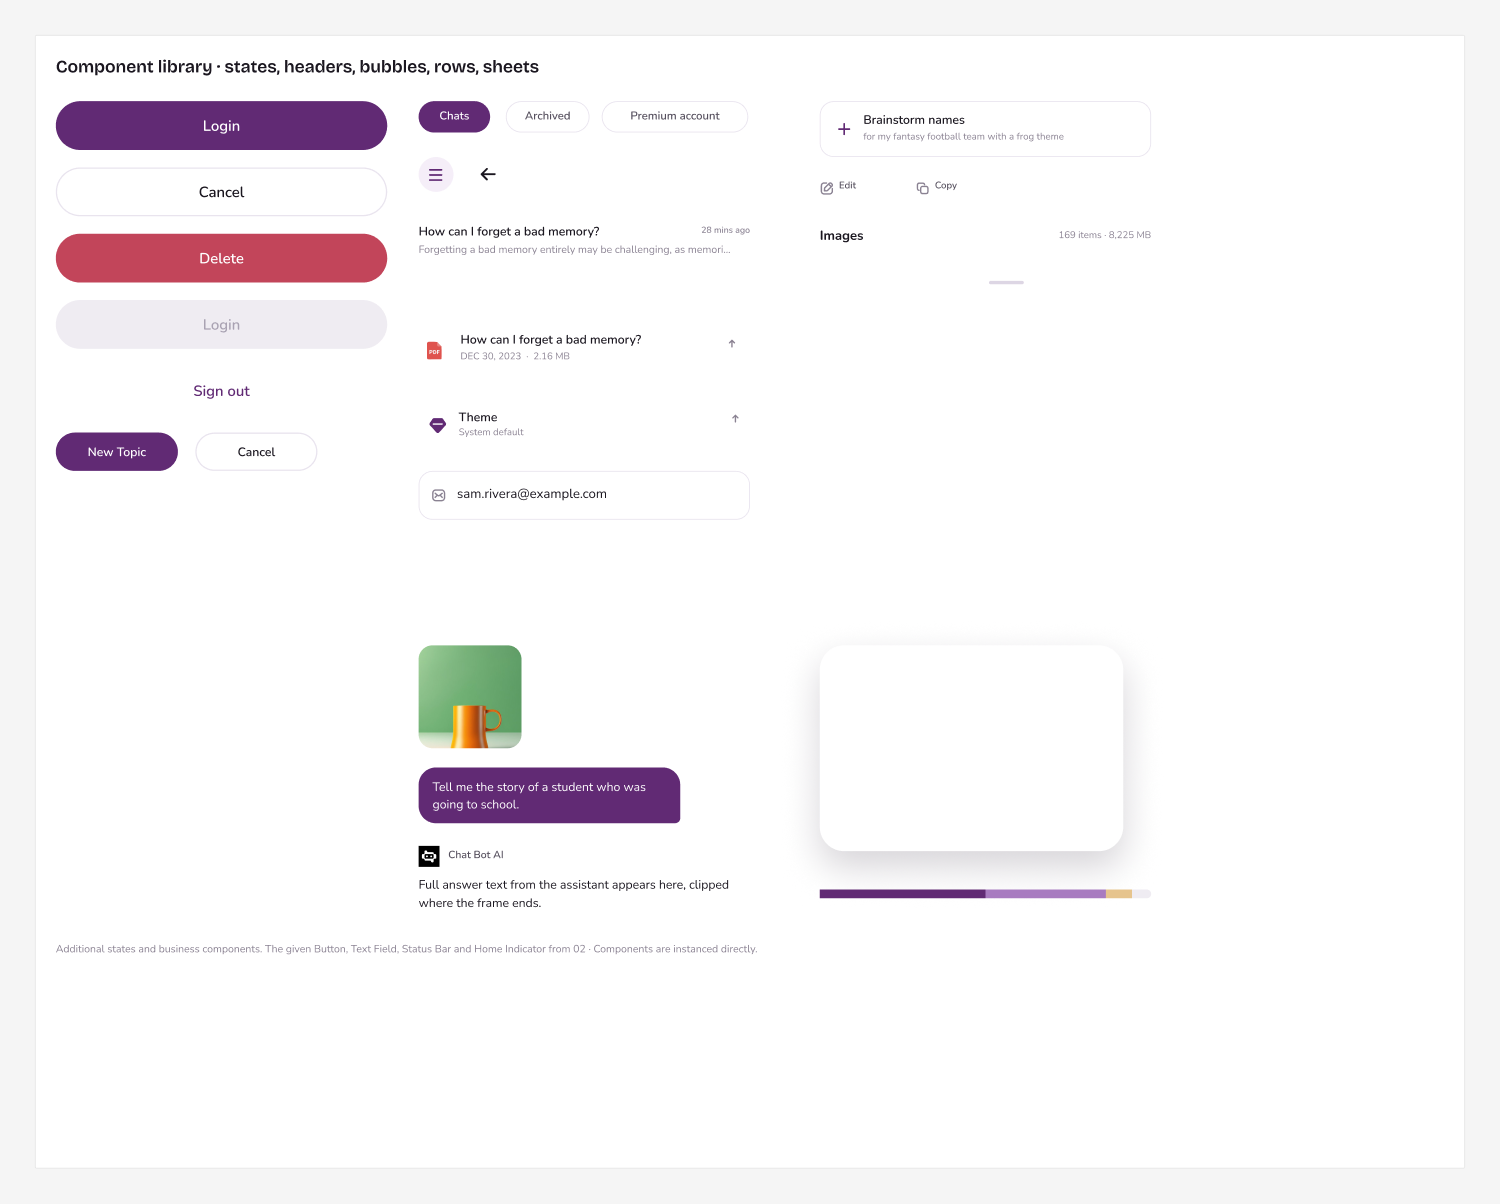 Component library · states, headers, bubbles, rows, sheets
Login
Cancel
Delete
Login
Sign out
New Topic
Cancel
Chats
Archived
Premium account
How can I forget a bad memory?
28 mins ago
Forgetting a bad memory entirely may be challenging, as memori...
PDF
How can I forget a bad memory?
DEC 30, 2023 · 2.16 MB
Theme
System default
sam.rivera@example.com
Tell me the story of a student who was
going to school.
Chat Bot AI
Full answer text from the assistant appears here, clipped
where the frame ends.
Brainstorm names
for my fantasy football team with a frog theme
Edit
Copy
Images
169 items · 8,225 MB
Additional states and business components. The given Button, Text Field, Status Bar and Home Indicator from 02 · Components are instanced directly.